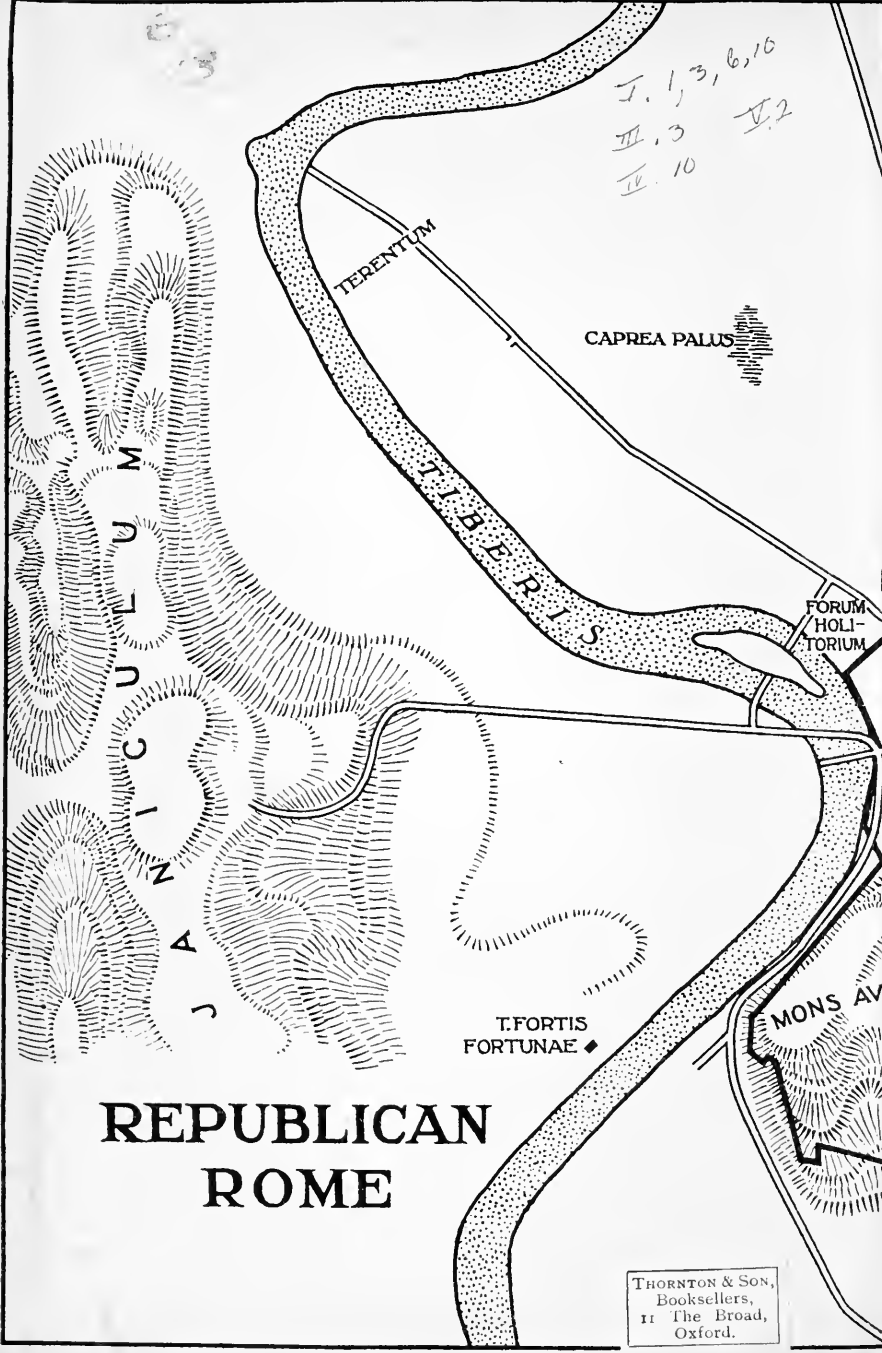 I. 1, 3, 6, 10
III. 3 V. 2
IV. 10
TERENTUM
CAPREA PALUS
TIBERIS
FORUM
HOLI-
TORIUM
JANICULUM
MONS AV
T. FORTIS
FORTUNAE
REPUBLICAN
ROME
THORNTON & SON,
Booksellers,
11 The Broad,
Oxford.